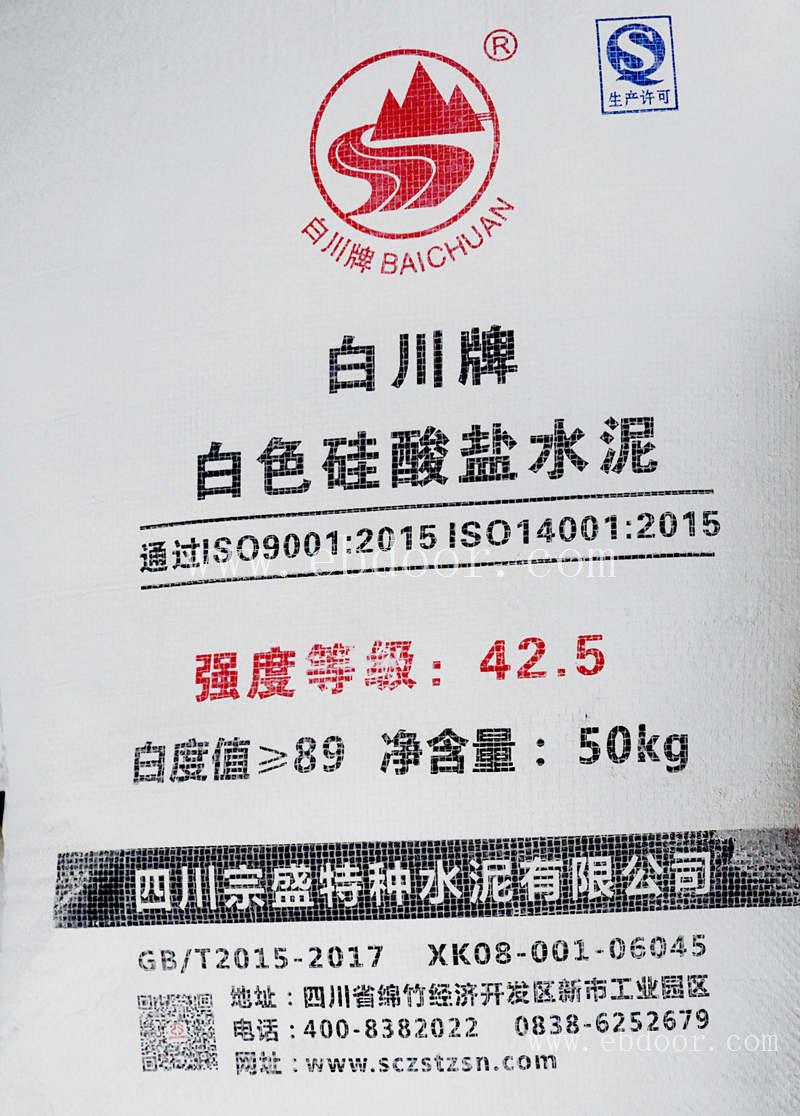 ®
生产许可
白川牌 BAICHUAN
白川牌
白色硅酸盐水泥
通过ISO9001:2015 ISO14001:2015
www.ebdoor.com
强度等级：42.5
白度值≥89 净含量：50kg
四川宗盛特种水泥有限公司
GB/T2015-2017 XK08-001-06045
地址：四川省绵竹经济开发区新市工业园区
电话：400-8382022 0838-6252679
www.ebdoor.com
网址：www.sczstzsn.com